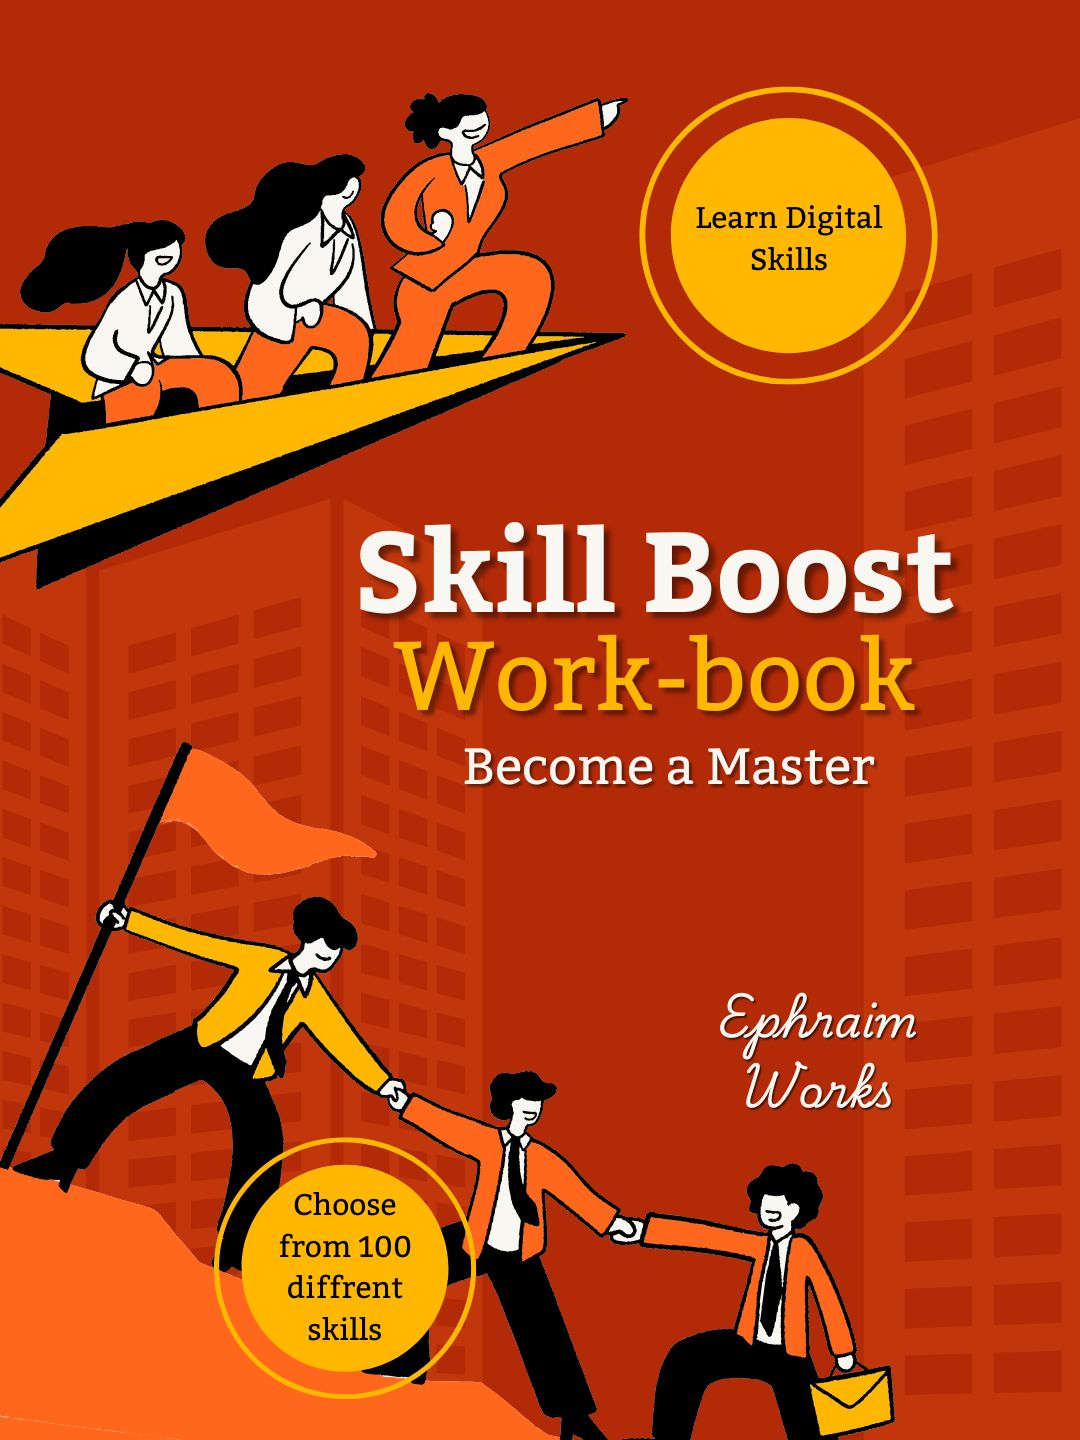 Learn Digital
Skills
Skill Boost
Work-book
Become a Master
Ephraim
Works
Choose
from 100
diffrent
skills